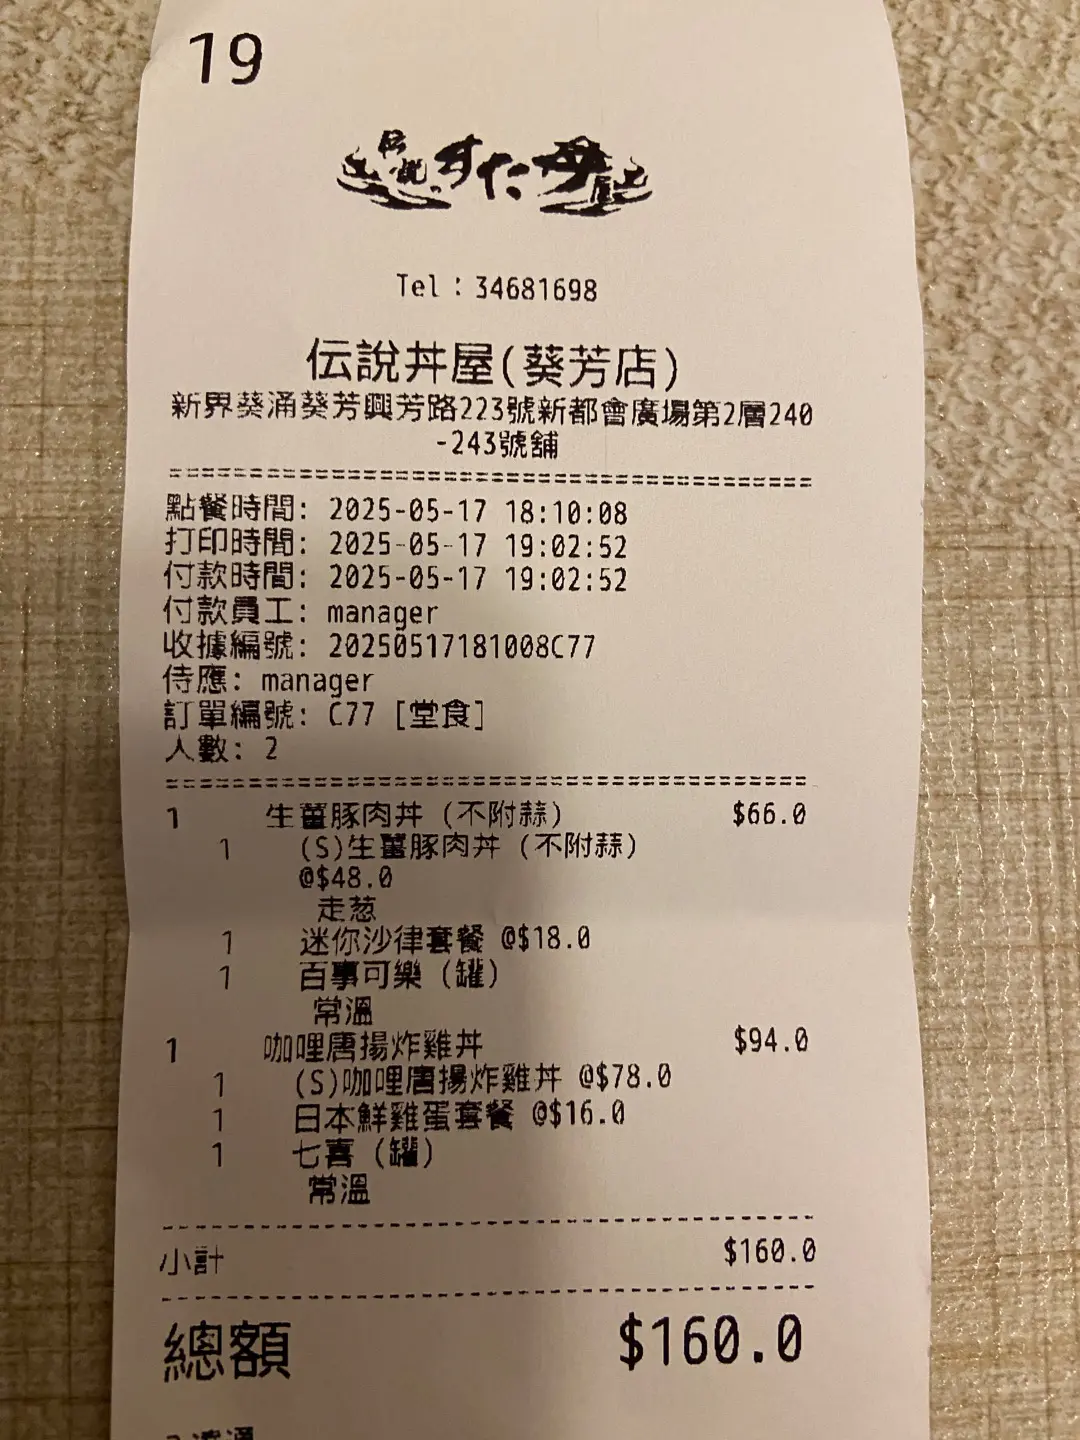 19
伝説 すた丼屋
Tel：34681698
伝說丼屋(葵芳店)
新界葵涌葵芳興芳路223號新都會廣場第2層240
-243號舖
點餐時間: 2025-05-17 18:10:08
打印時間: 2025-05-17 19:02:52
付款時間: 2025-05-17 19:02:52
付款員工: manager
收據編號: 20250517181008C77
侍應: manager
訂單編號: C77 [堂食]
人數: 2
1 生薑豚肉丼 (不附蒜) $66.0
1 (S)生薑豚肉丼 (不附蒜)
@$48.0
走葱
1 迷你沙律套餐 @$18.0
1 百事可樂 (罐)
常溫
1 咖哩唐揚炸雞丼 $94.0
1 (S)咖哩唐揚炸雞丼 @$78.0
1 日本鮮雞蛋套餐 @$16.0
1 七喜 (罐)
常溫
小計 $160.0
總額 $160.0